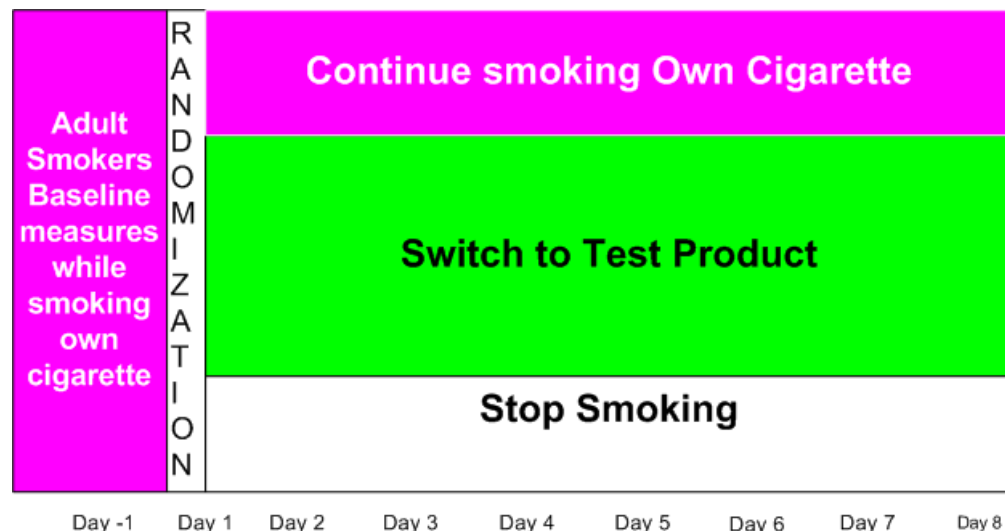 Adult
Smokers
Baseline
measures
while
smoking
own
cigarette
R
A
N
D
O
M
I
Z
A
T
I
O
N
Continue smoking Own Cigarette
Switch to Test Product
Stop Smoking
Day -1 Day 1 Day 2 Day 3 Day 4 Day 5 Day 6 Day 7 Day 8